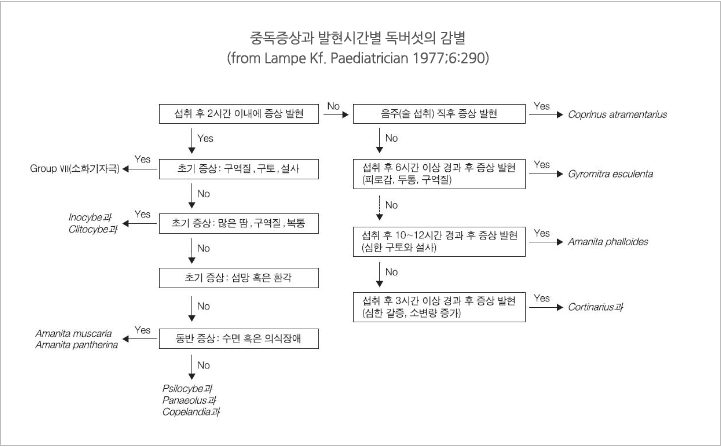 중독증상과 발현시간별 독버섯의 감별
(from Lampe Kf. Paediatrician 1977;6:290)
섭취 후 2시간 이내에 증상 발현
No
음주(술 섭취) 직후 증상 발현
Yes
Coprinus atramentarius
Yes
No
Group Ⅷ(소화기자극)
Yes
초기 증상 : 구역질 , 구토 , 설사
섭취 후 6시간 이상 경과 후 증상 발현
(피로감, 두통, 구역질)
Yes
Gyromitra esculenta
No
No
Inocybe과
Clitocybe과
Yes
초기 증상 : 많은 땀 , 구역질 , 복통
섭취 후 10~12시간 경과 후 증상 발현
(심한 구토와 설사)
Yes
Amanita phalloides
No
No
초기 증상 : 섬망 혹은 환각
섭취 후 3시간 이상 경과 후 증상 발현
(심한 갈증, 소변량 증가)
Yes
Cortinarius과
No
Amanita muscaria
Amanita pantherina
Yes
동반 증상 : 수면 혹은 의식장애
No
Psilocybe과
Panaeolus과
Copelandia과